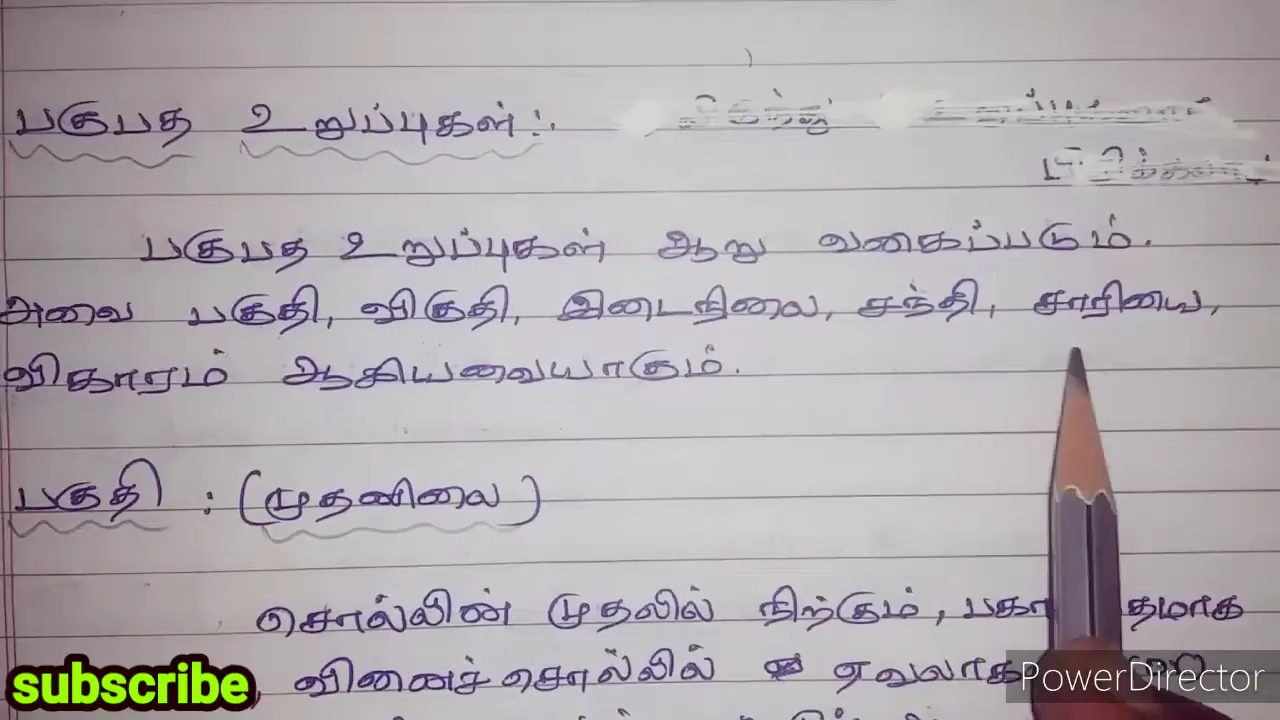 பகுபத உறுப்புகள்:.
பகுபத உறுப்புகள் ஆறு வகைப்படும்.
அவை பகுதி, விகுதி, இடைநிலை, சந்தி, சாரியை,
விகாரம் ஆகியவையாகும்.
பகுதி : (முதனிலை)
சொல்லின் முதலில் நிற்கும், பகா தமாக
வினைச்சொல்லில் ஏவலாக
subscribe
PowerDirector